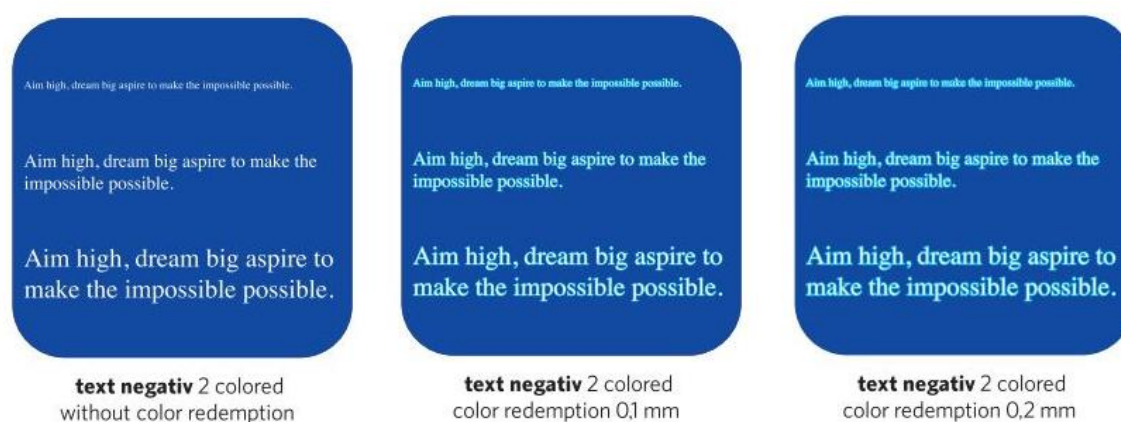 Aim high, dream big aspire to make the impossible possible.
Aim high, dream big aspire to make the
impossible possible.
Aim high, dream big aspire to
make the impossible possible.
text negativ 2 colored
without color redemption
Aim high, dream big aspire to make the impossible possible.
Aim high, dream big aspire to make the
impossible possible.
Aim high, dream big aspire to
make the impossible possible.
text negativ 2 colored
color redemption 0,1 mm
Aim high, dream big aspire to make the impossible possible.
Aim high, dream big aspire to make the
impossible possible.
Aim high, dream big aspire to
make the impossible possible.
text negativ 2 colored
color redemption 0,2 mm